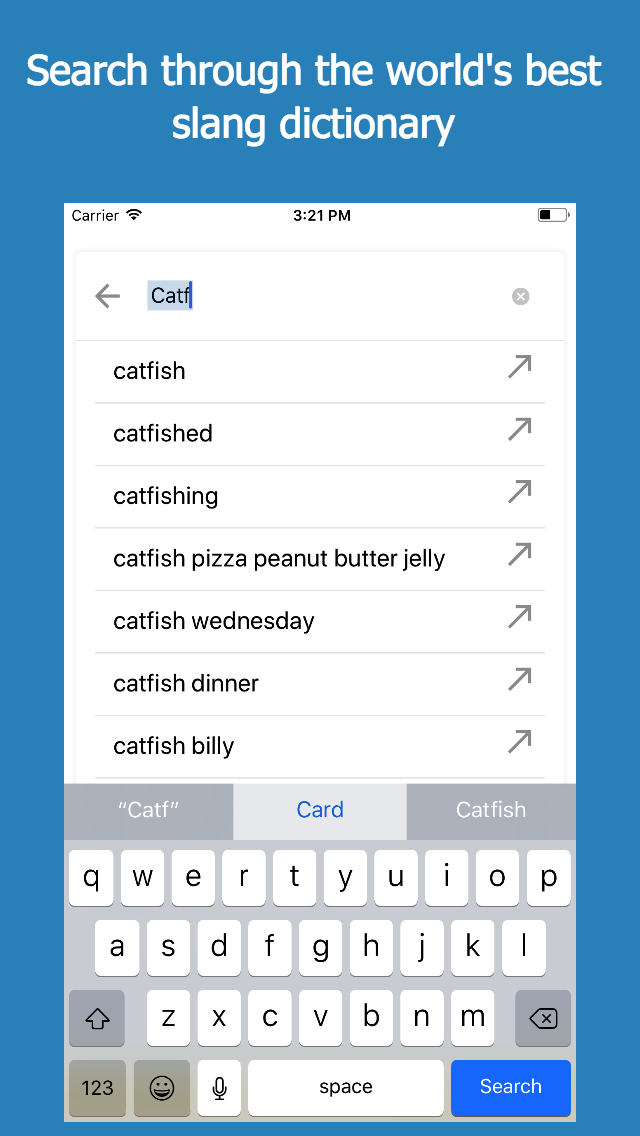 Search through the world's best
slang dictionary
Carrier 3:21 PM
Catf
catfish
catfished
catfishing
catfish pizza peanut butter jelly
catfish wednesday
catfish dinner
catfish billy
“Catf” Card Catfish
q w e r t y u i o p
a s d f g h j k l
z x c v b n m
123 space Search